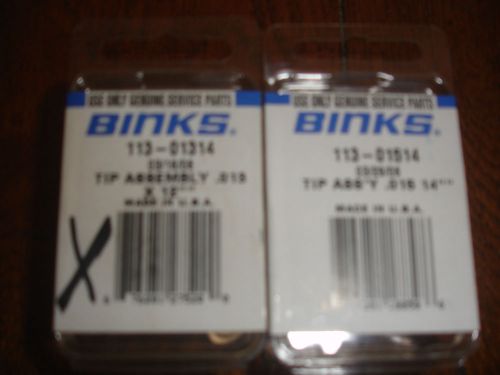 USE ONLY GENUINE SERVICE PARTS
BINKS®
113-01314
TIP ASSEMBLY .013
X 12""
MADE IN U.S.A.
X
USE ONLY GENUINE SERVICE PARTS
BINKS®
113-01514
TIP ASS'Y .015 14""
MADE IN U.S.A.